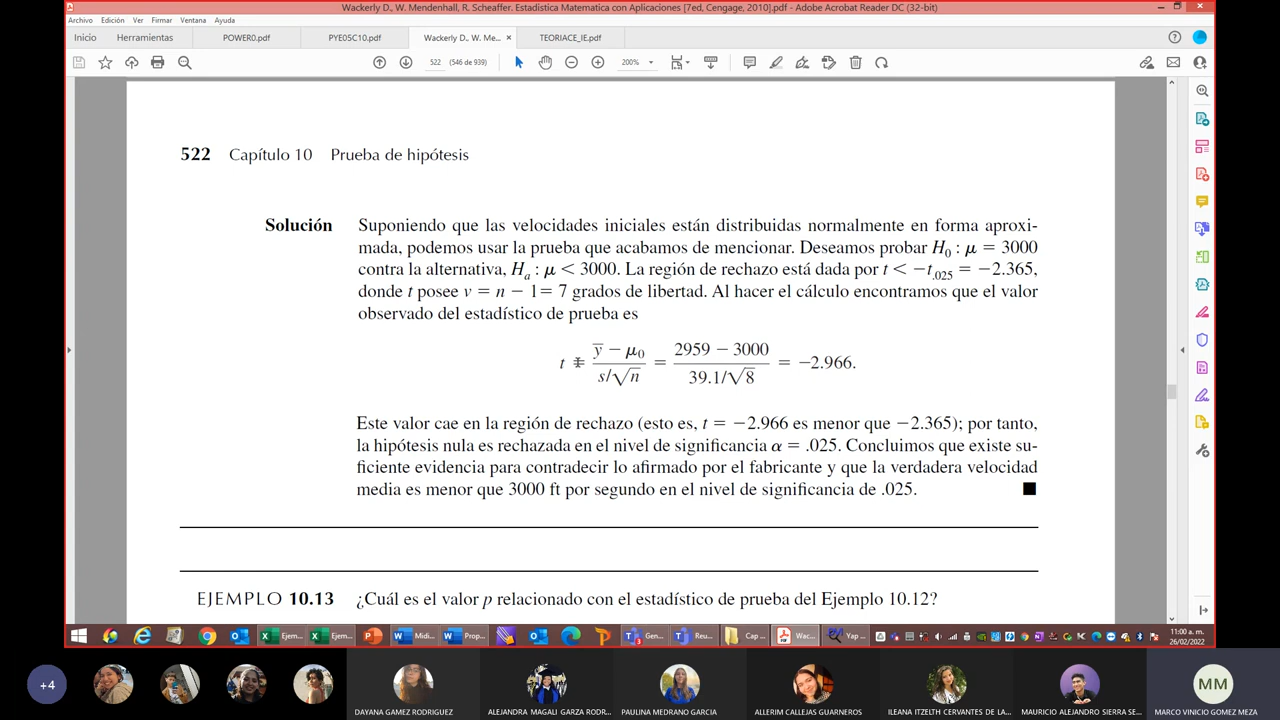 Wackerly D., W. Mendenhall, R. Scheaffer. Estadistica Matematica con Aplicaciones [7ed, Cengage, 2010].pdf - Adobe Acrobat Reader DC (32-bit)
Archivo Edición Ver Firmar Ventana Ayuda
Inicio Herramientas POWER0.pdf PYE05C10.pdf Wackerly D., W. Me... × TEORIACE_IE.pdf
522 (546 de 939) 200%
522 Capítulo 10 Prueba de hipótesis
Solución Suponiendo que las velocidades iniciales están distribuidas normalmente en forma aproxi-
mada, podemos usar la prueba que acabamos de mencionar. Deseamos probar H₀ : μ = 3000
contra la alternativa, Hₐ : μ < 3000. La región de rechazo está dada por t < −t.₀₂₅ = −2.365,
donde t posee ν = n − 1= 7 grados de libertad. Al hacer el cálculo encontramos que el valor
observado del estadístico de prueba es
t = (y̅ − μ₀)/(s/√n) = (2959 − 3000)/(39.1/√8) = −2.966.
Este valor cae en la región de rechazo (esto es, t = −2.966 es menor que −2.365); por tanto,
la hipótesis nula es rechazada en el nivel de significancia α = .025. Concluimos que existe su-
ficiente evidencia para contradecir lo afirmado por el fabricante y que la verdadera velocidad
media es menor que 3000 ft por segundo en el nivel de significancia de .025.
EJEMPLO 10.13 ¿Cuál es el valor p relacionado con el estadístico de prueba del Ejemplo 10.12?
Ejem... Ejem... Midi... Prop... Gen... Reu... Cap ... Wac... Yap ...
11:00 a. m.
26/02/2022
+4 DAYANA GAMEZ RODRIGUEZ ALEJANDRA MAGALI GARZA RODR... PAULINA MEDRANO GARCIA ALLERIM CALLEJAS GUARNEROS ILEANA ITZELTH CERVANTES DE LA... MAURICIO ALEJANDRO SIERRA SE... MM MARCO VINICIO GOMEZ MEZA